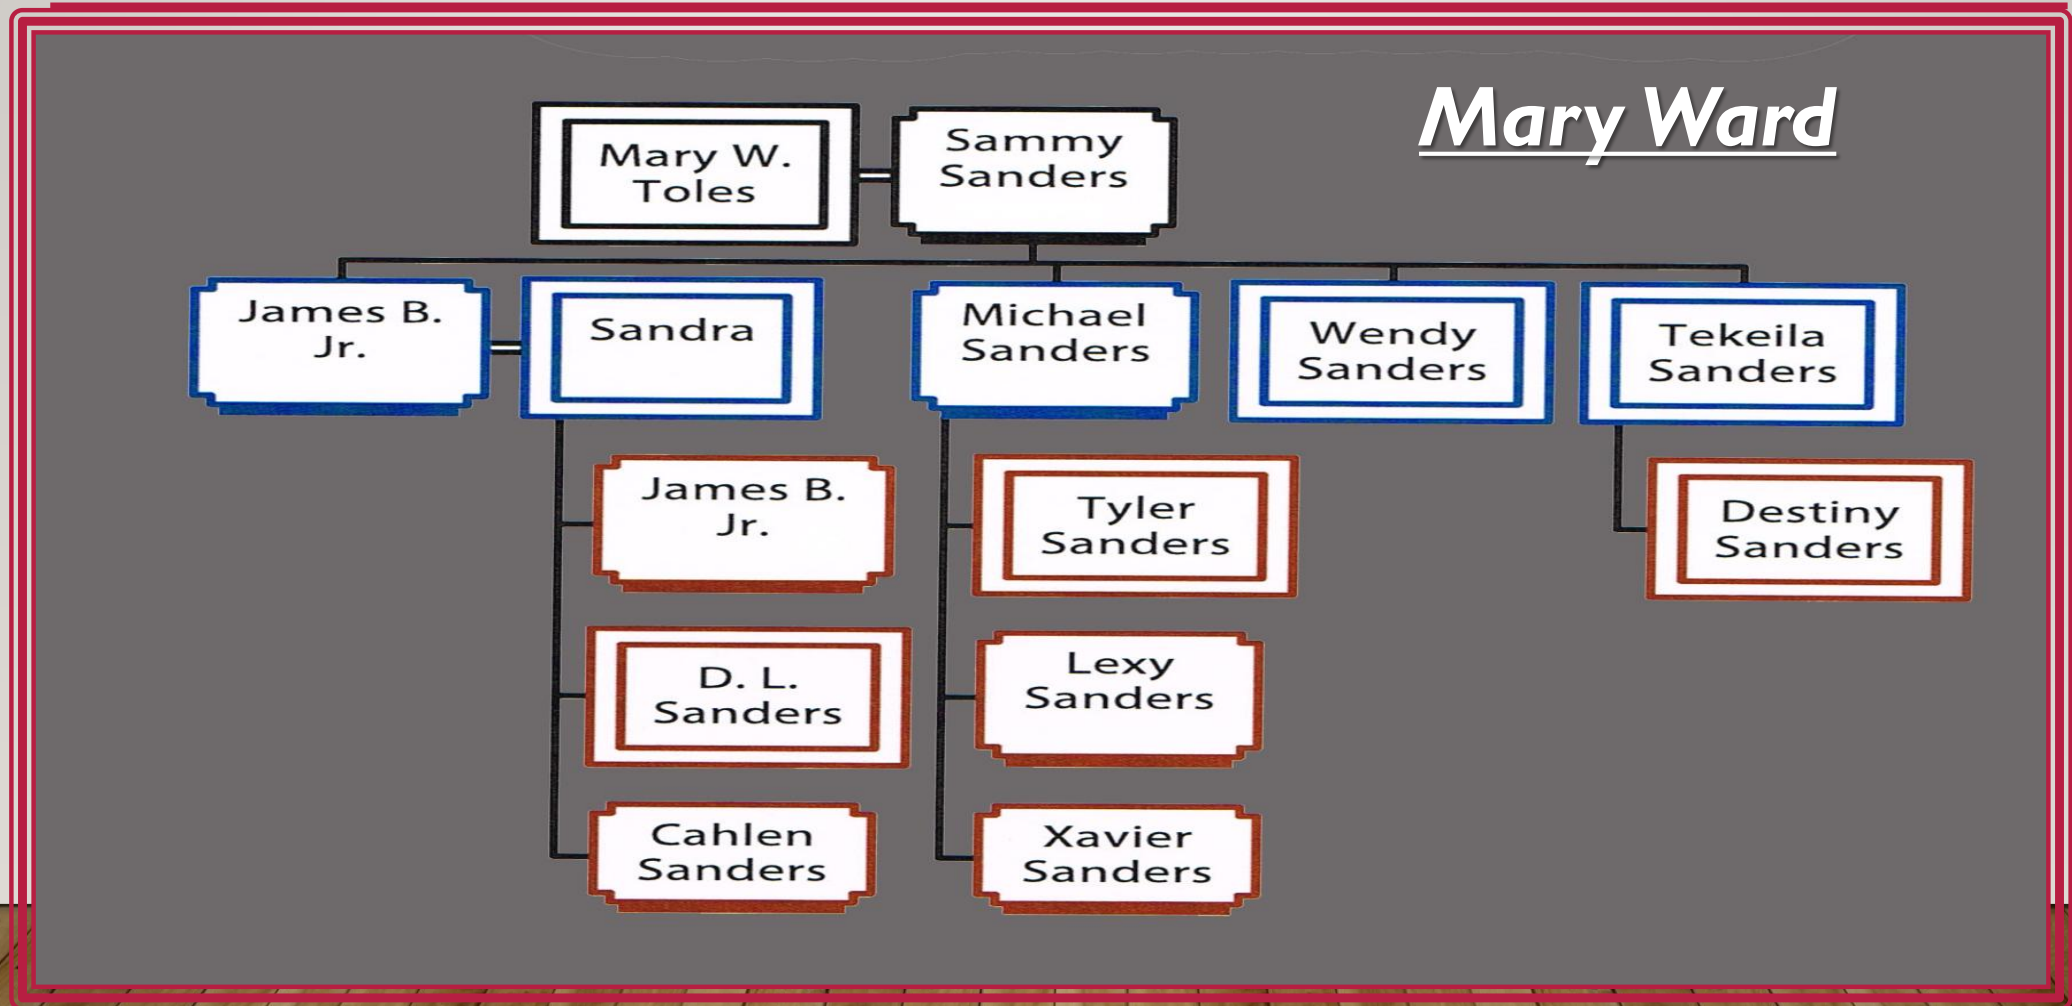 Mary Ward
Mary W.
Toles
Sammy
Sanders
James B.
Jr.
Sandra
Michael
Sanders
Wendy
Sanders
Tekeila
Sanders
James B.
Jr.
Tyler
Sanders
Destiny
Sanders
D. L.
Sanders
Lexy
Sanders
Cahlen
Sanders
Xavier
Sanders